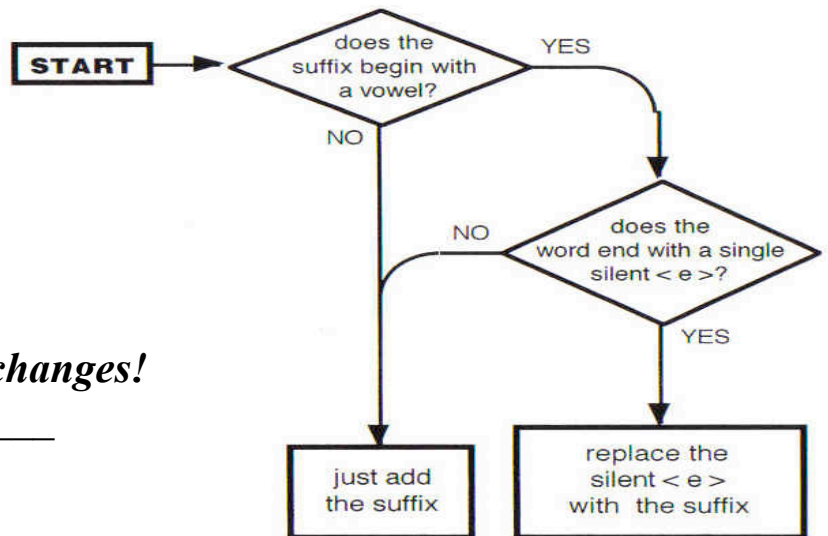 START
does the
suffix begin with
a vowel?
YES
NO
does the
word end with a single
silent < e >?
NO
YES
changes!
just add
the suffix
replace the
silent < e >
with the suffix